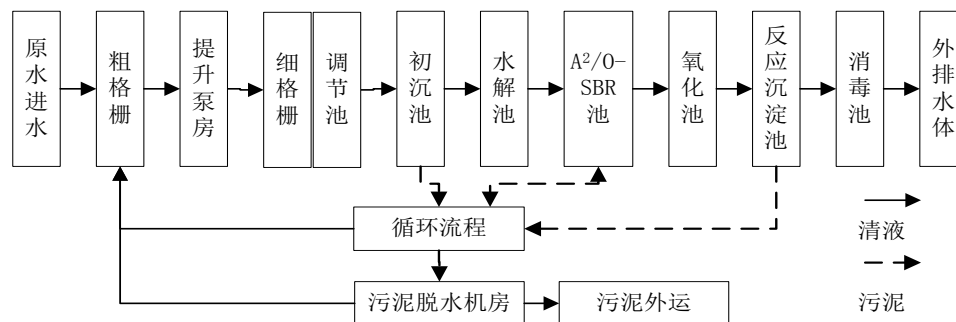 原水进水
粗格栅
提升泵房
细格栅
调节池
初沉池
水解池
A²/O-
SBR
池
氧化池
反应沉淀池
消毒池
外排水体
循环流程
清液
污泥脱水机房
污泥外运
污泥